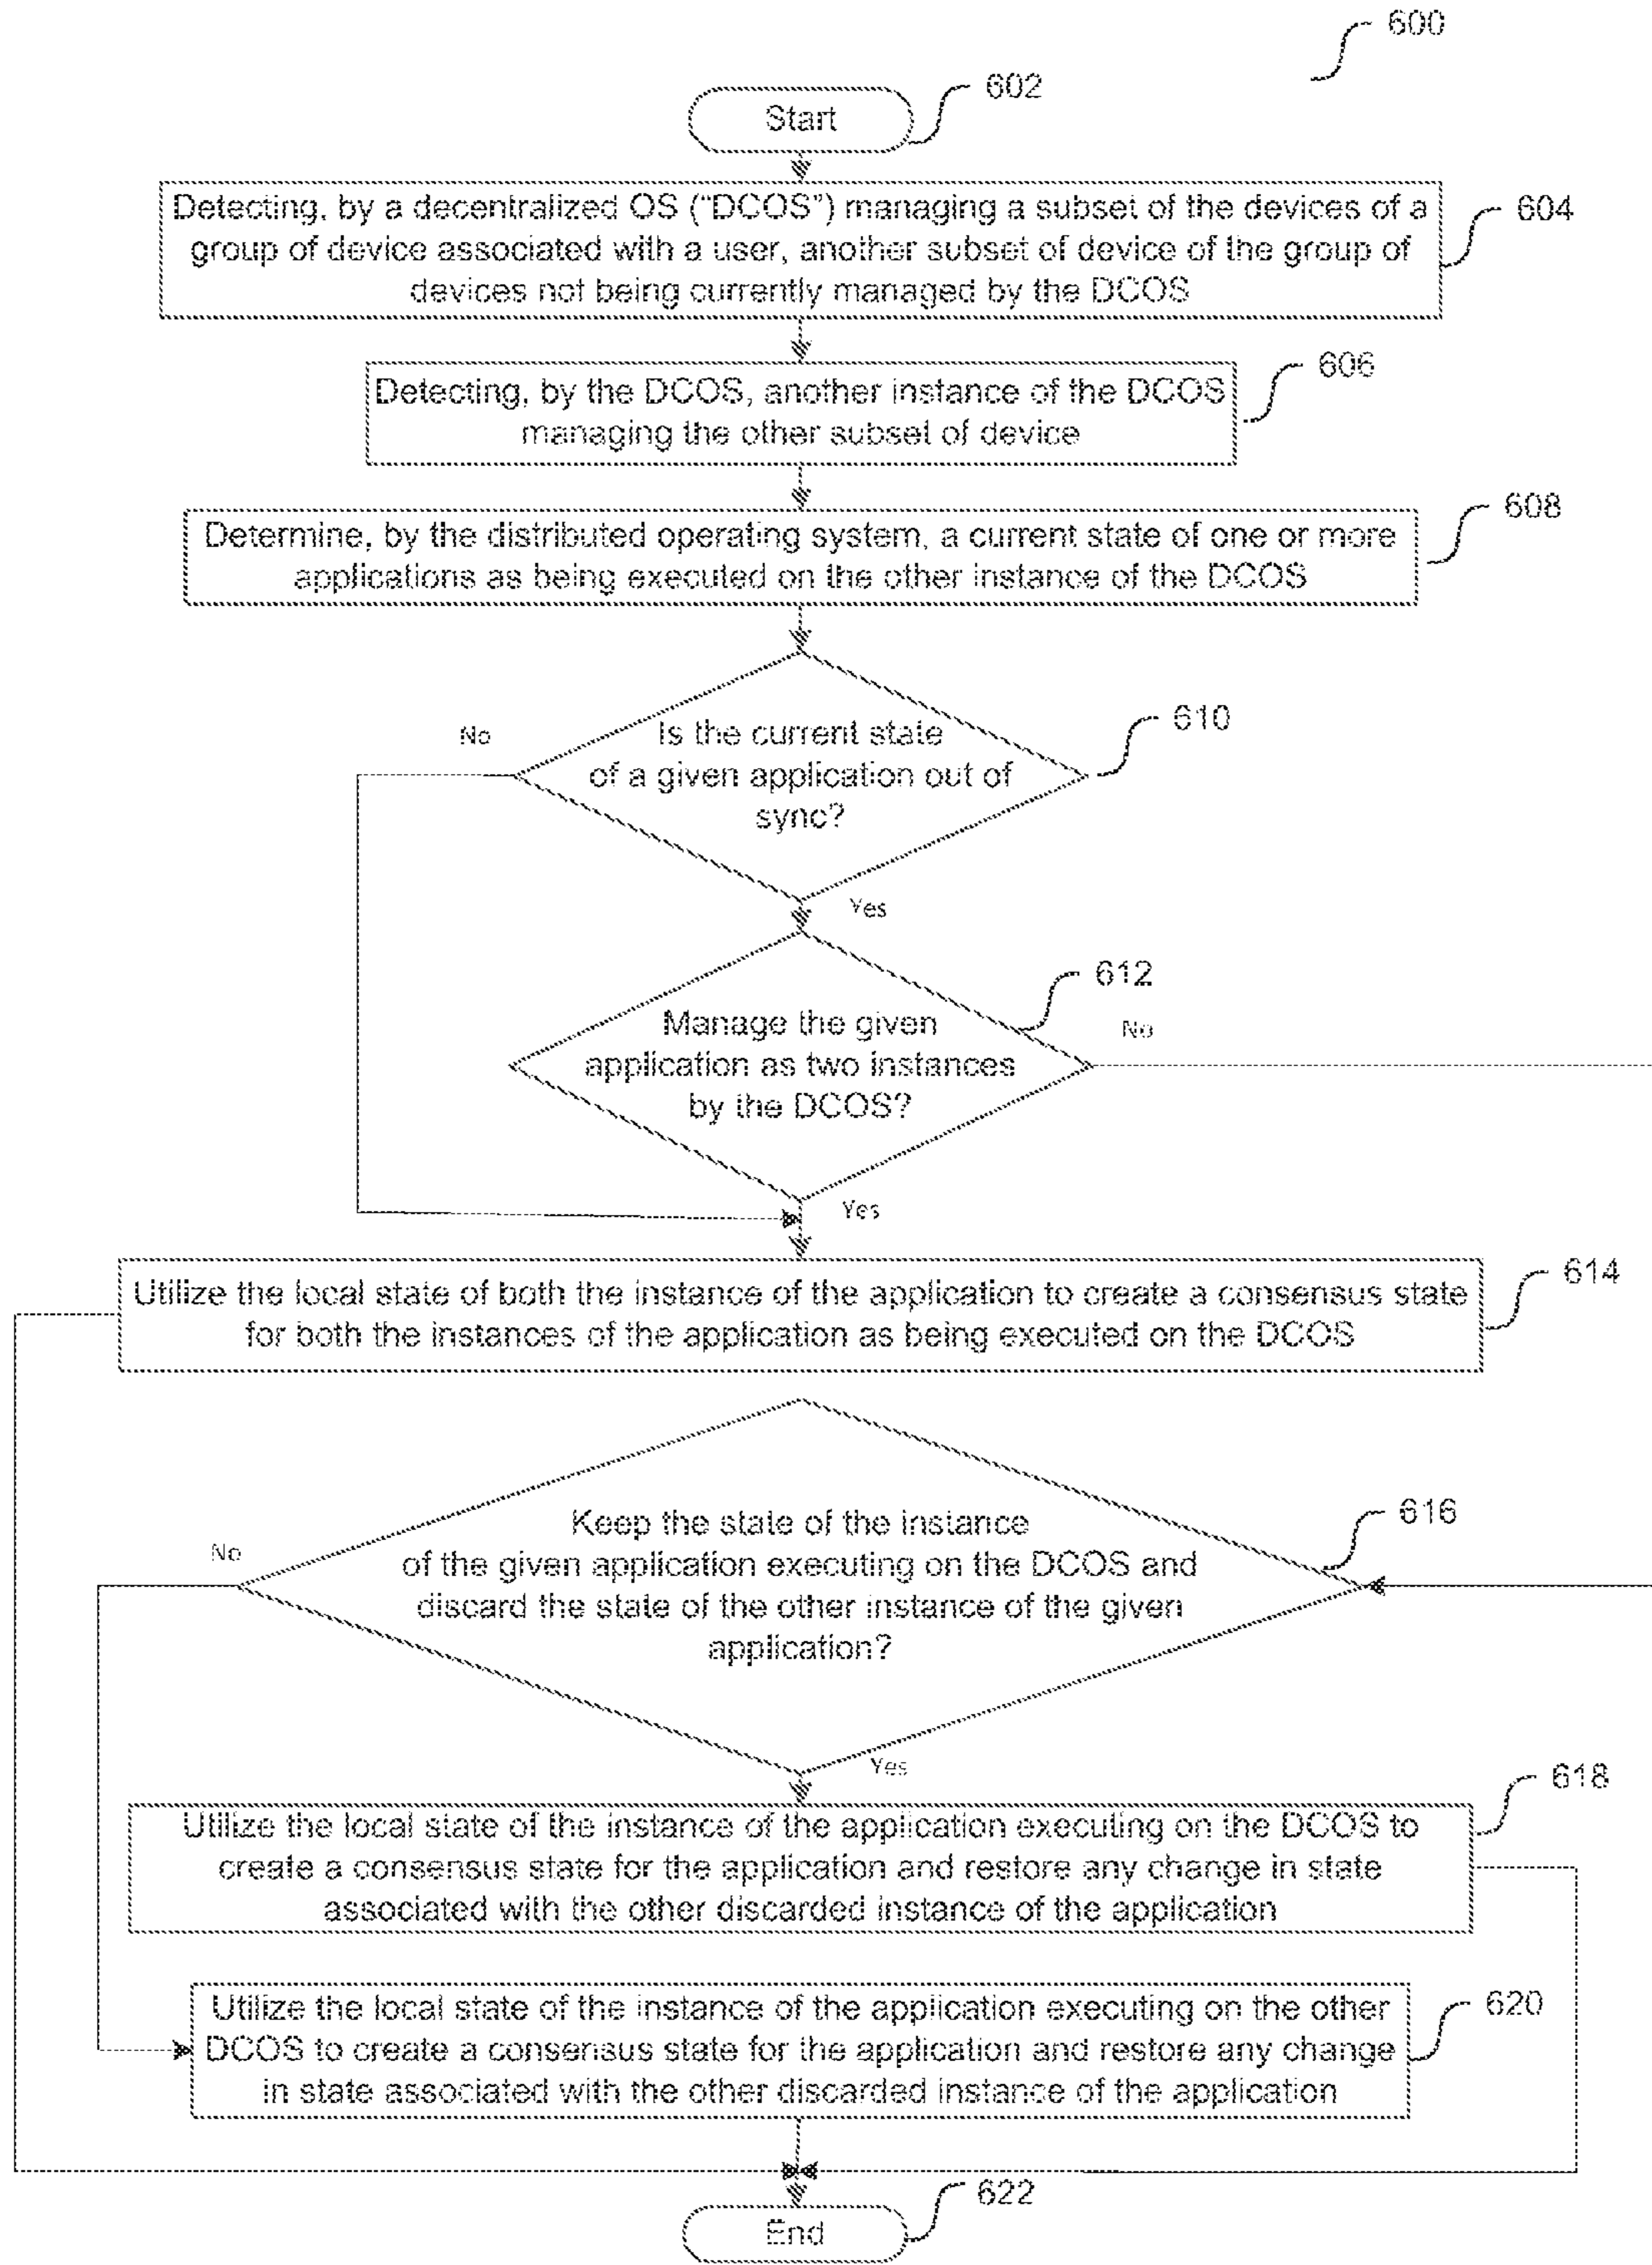 600
Start
602
Detecting, by a decentralized OS ("DCOS") managing a subset of the devices of a
group of device associated with a user, another subset of device of the group of
devices not being currently managed by the DCOS
604
Detecting, by the DCOS, another instance of the DCOS
managing the other subset of device
606
Determine, by the distributed operating system, a current state of one or more
applications as being executed on the other instance of the DCOS
608
Is the current state
of a given application out of
sync?
610
No
Yes
Manage the given
application as two instances
by the DCOS?
612
No
Yes
Utilize the local state of both the instance of the application to create a consensus state
for both the instances of the application as being executed on the DCOS
614
Keep the state of the instance
of the given application executing on the DCOS and
discard the state of the other instance of the given
application?
616
No
Yes
Utilize the local state of the instance of the application executing on the DCOS to
create a consensus state for the application and restore any change in state
associated with the other discarded instance of the application
618
Utilize the local state of the instance of the application executing on the other
DCOS to create a consensus state for the application and restore any change
in state associated with the other discarded instance of the application
620
End
622